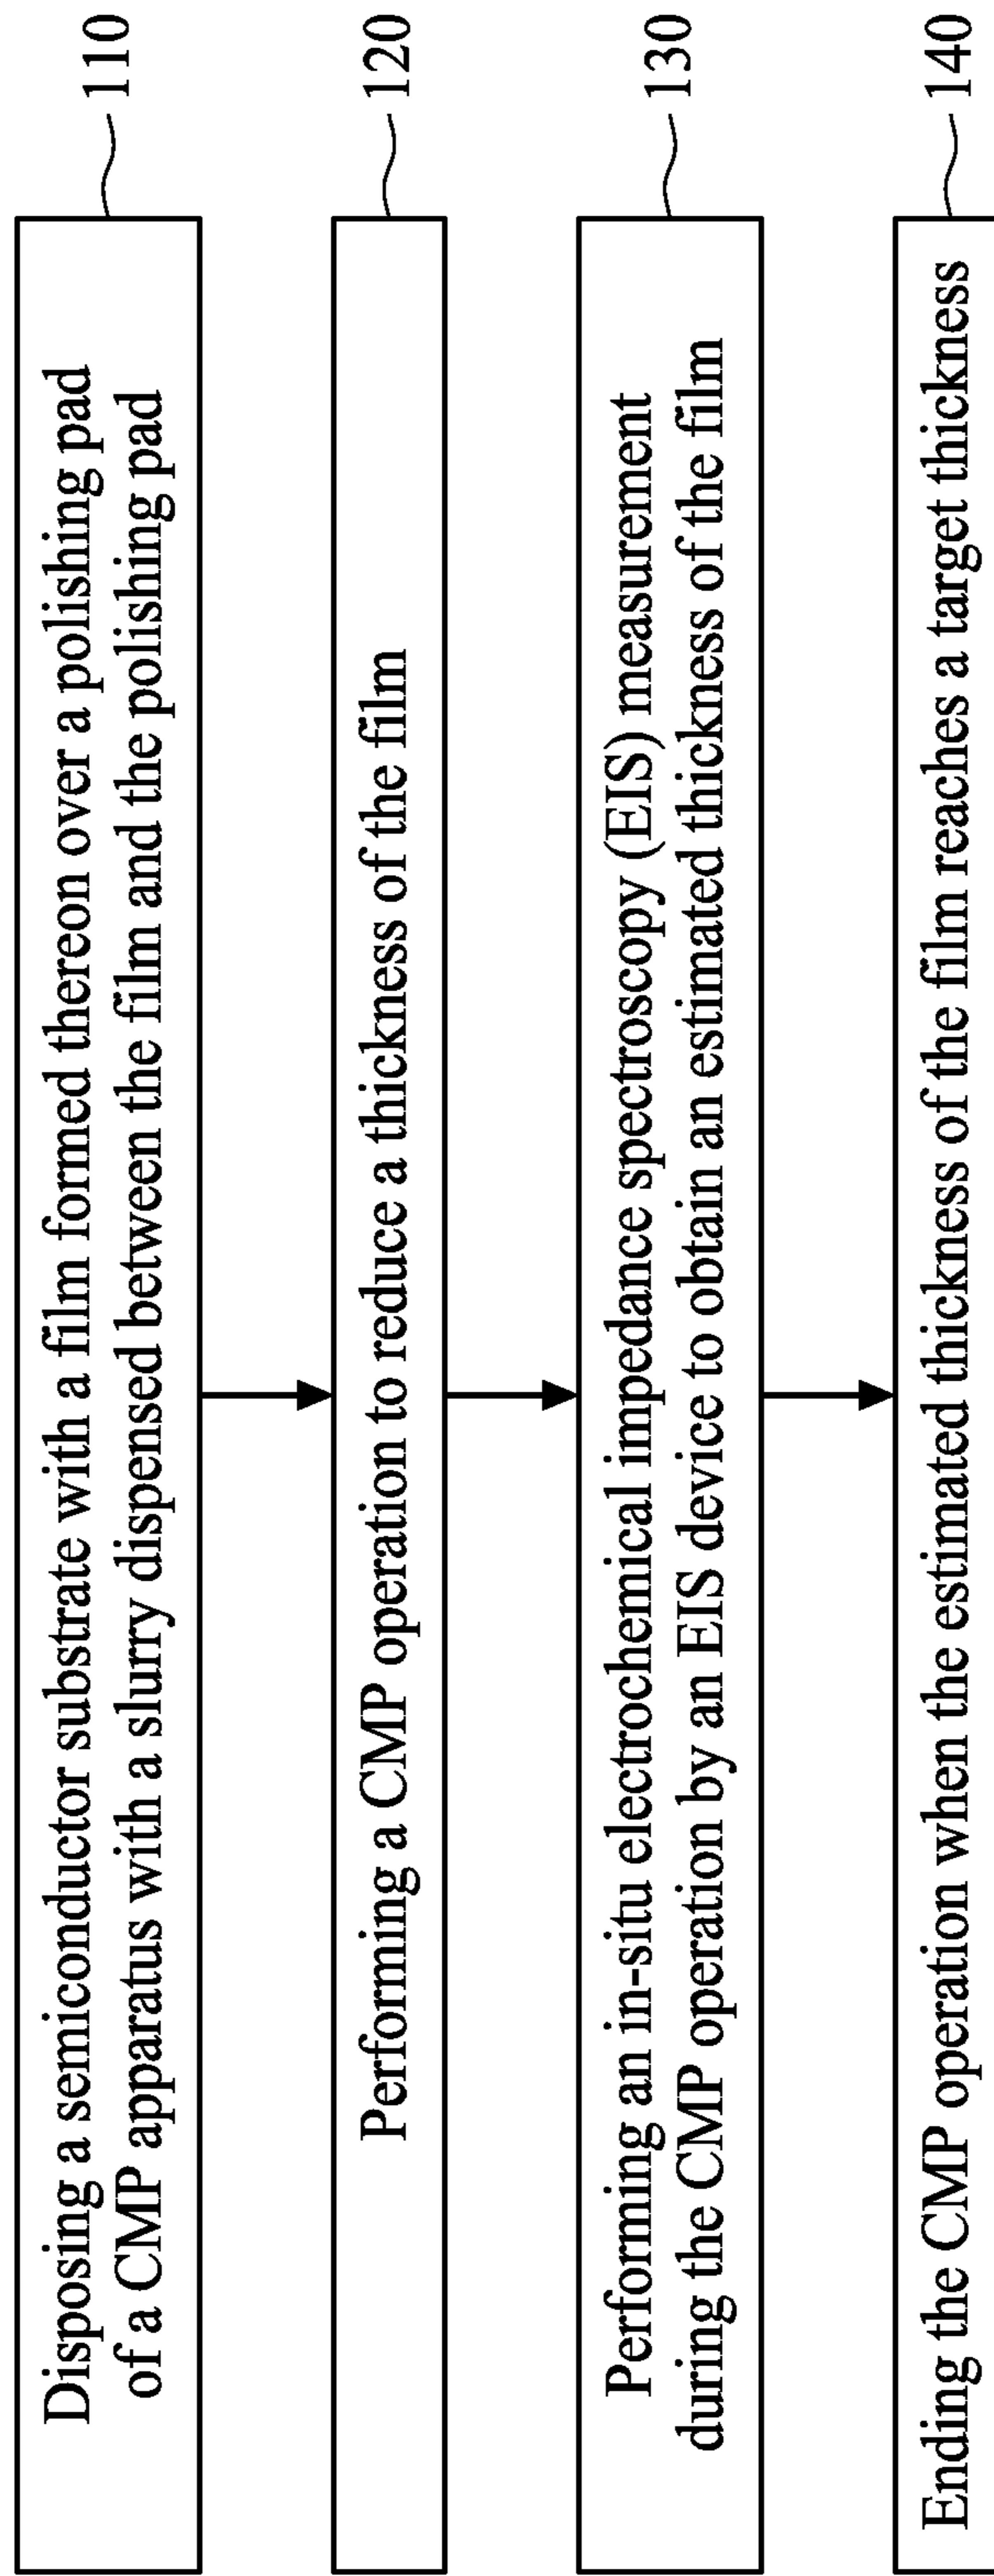 Disposing a semiconductor substrate with a film formed thereon over a polishing pad
of a CMP apparatus with a slurry dispensed between the film and the polishing pad
110
Performing a CMP operation to reduce a thickness of the film
120
Performing an in-situ electrochemical impedance spectroscopy (EIS) measurement
during the CMP operation by an EIS device to obtain an estimated thickness of the film
130
Ending the CMP operation when the estimated thickness of the film reaches a target thickness
140